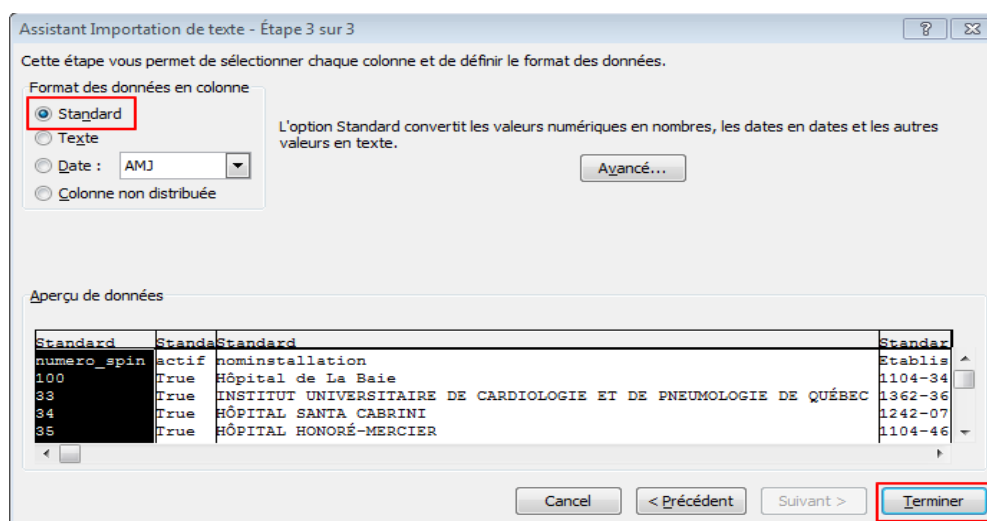 Assistant Importation de texte - Étape 3 sur 3
Cette étape vous permet de sélectionner chaque colonne et de définir le format des données.
Format des données en colonne
Standard
Texte
Date : AMJ
Colonne non distribuée
L'option Standard convertit les valeurs numériques en nombres, les dates en dates et les autres
valeurs en texte.
Avancé...
Aperçu de données
Standard Standa Standard Standar
numero_spin actif nominstallation Etablis
100 True Hôpital de La Baie 1104-34
33 True INSTITUT UNIVERSITAIRE DE CARDIOLOGIE ET DE PNEUMOLOGIE DE QUÉBEC 1362-36
34 True HÔPITAL SANTA CABRINI 1242-07
35 True HÔPITAL HONORÉ-MERCIER 1104-46
Cancel < Précédent Suivant > Terminer